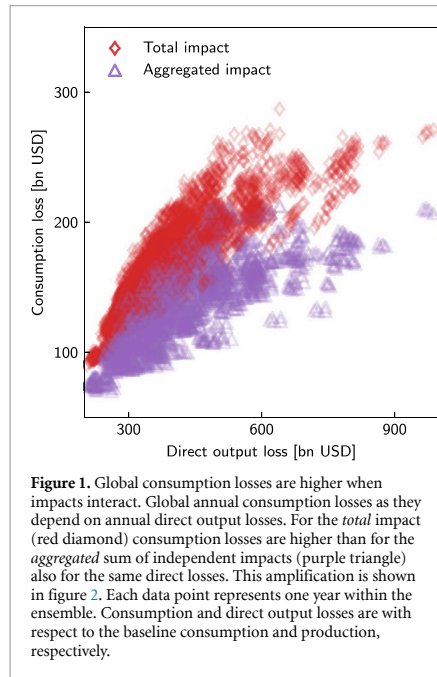 Total impact
Aggregated impact
300
200
100
Consumption loss [bn USD]
300 600 900
Direct output loss [bn USD]
Figure 1. Global consumption losses are higher when
impacts interact. Global annual consumption losses as they
depend on annual direct output losses. For the total impact
(red diamond) consumption losses are higher than for the
aggregated sum of independent impacts (purple triangle)
also for the same direct losses. This amplification is shown
in figure 2. Each data point represents one year within the
ensemble. Consumption and direct output losses are with
respect to the baseline consumption and production,
respectively.